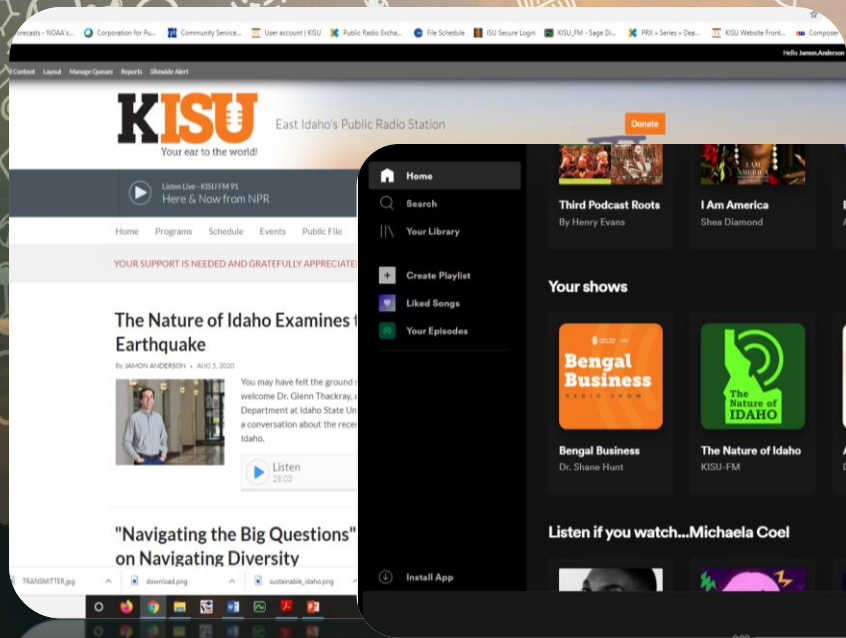 orecasts - NOAA's... Corporation for Pu... Community Service... User account | KISU Public Radio Excha... File Schedule ISU Secure Login KISU_FM - Sage Di... PRX » Series » Dea... KISU Website Front... Composer
Hello Jamon.Anderson
d Content Layout Manage Queues Reports Sitewide Alert
KISU
Your ear to the world!
East Idaho's Public Radio Station
Donate
Listen Live - KISU FM 91
Here & Now from NPR
Home Programs Schedule Events Public File
YOUR SUPPORT IS NEEDED AND GRATEFULLY APPRECIATE
The Nature of Idaho Examines
Earthquake
By JAMON ANDERSON • AUG 5, 2020
You may have felt the ground
welcome Dr. Glenn Thackray,
Department at Idaho State Un
a conversation about the rece
Idaho.
Listen
28:03
"Navigating the Big Questions"
on Navigating Diversity
TRANSMITTER.jpg download.png sustainable_idaho.png
Home
Search
Your Library
Create Playlist
Liked Songs
Your Episodes
Install App
I AM
AMERICA
Third Podcast Roots
By Henry Evans
I Am America
Shea Diamond
Your shows
Bengal
Business
RADIO SHOW
The
Nature of
IDAHO
Bengal Business
Dr. Shane Hunt
The Nature of Idaho
KISU-FM
Listen if you watch...Michaela Coel
0:00